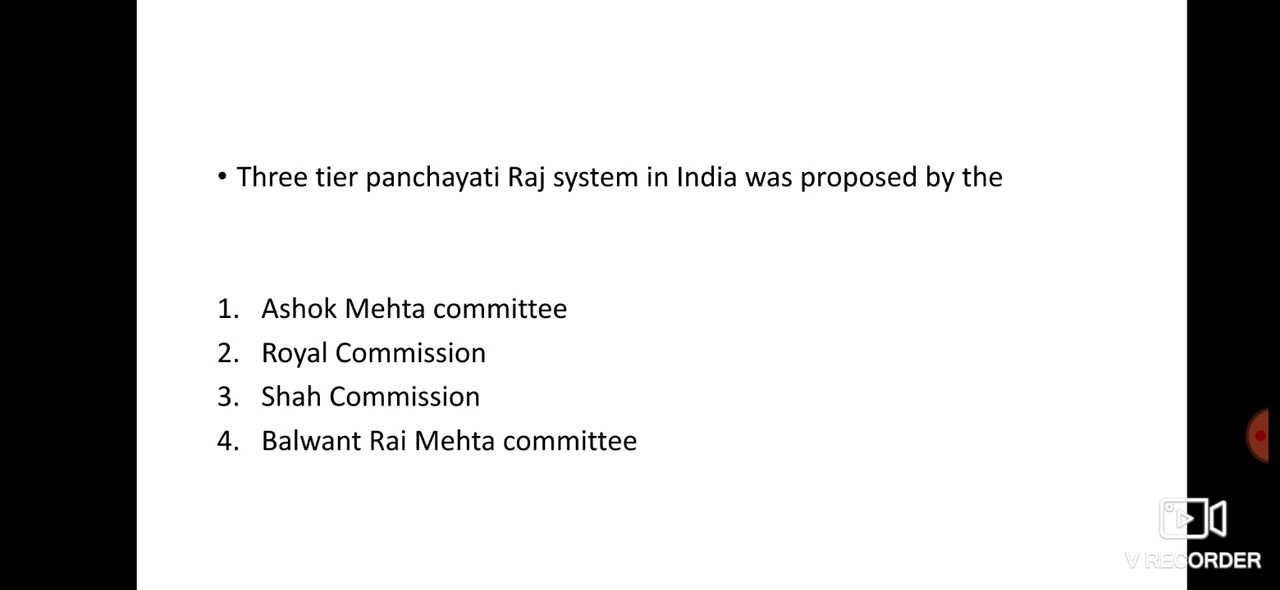 • Three tier panchayati Raj system in India was proposed by the
1. Ashok Mehta committee
2. Royal Commission
3. Shah Commission
4. Balwant Rai Mehta committee
V RECORDER